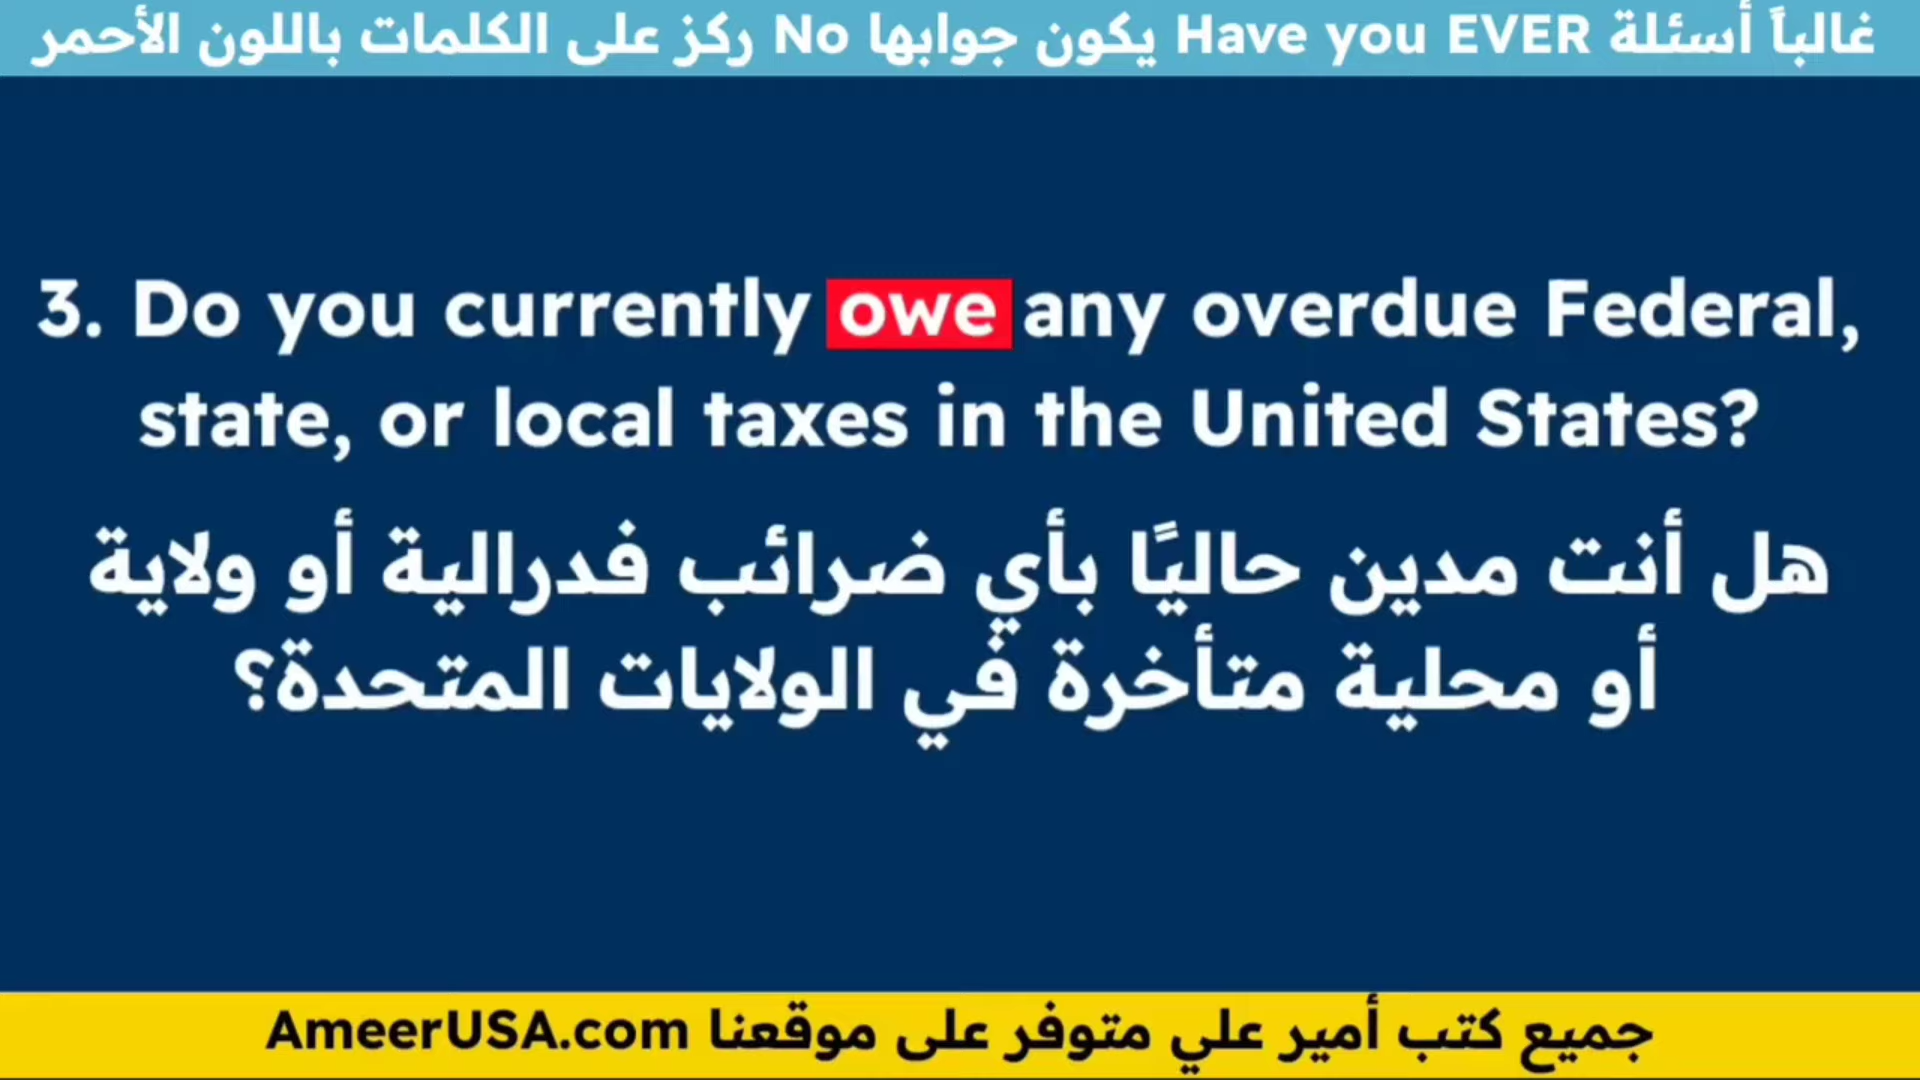 غالباً أسئلة Have you EVER يكون جوابها No ركز على الكلمات باللون الأحمر
3. Do you currently owe any overdue Federal,
state, or local taxes in the United States?
هل أنت مدين حاليًا بأي ضرائب فدرالية أو ولاية
أو محلية متأخرة في الولايات المتحدة؟
جميع كتب أمير علي متوفر على موقعنا AmeerUSA.com